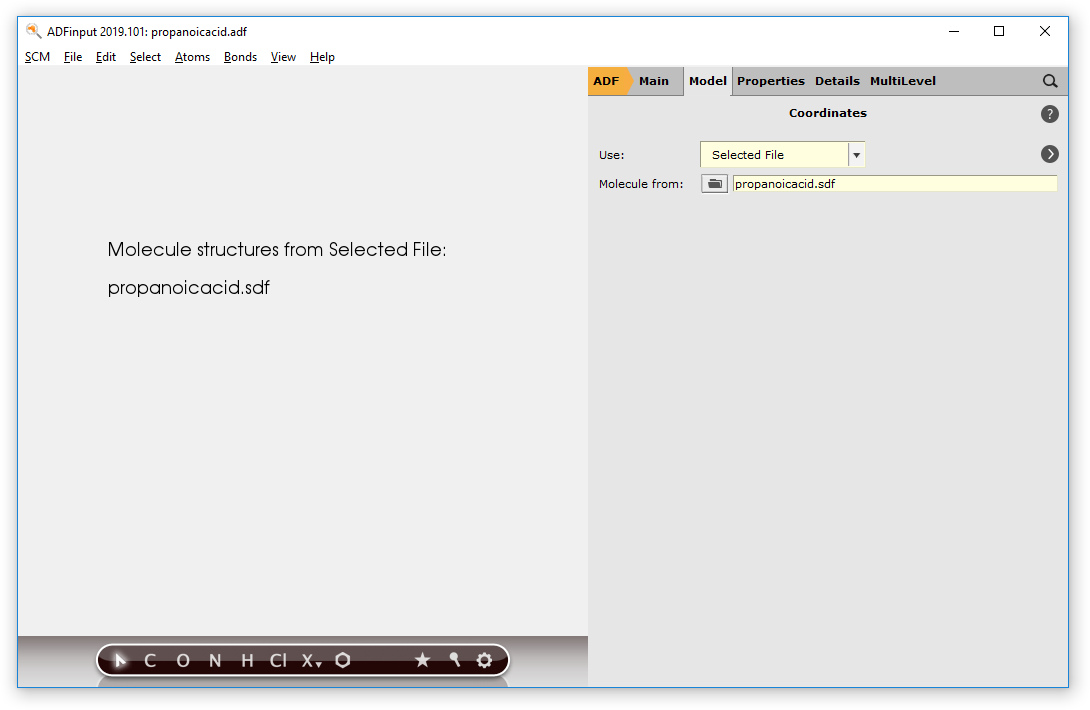 ADFinput 2019.101: propanoicacid.adf
SCM File Edit Select Atoms Bonds View Help
ADF Main Model Properties Details MultiLevel
Coordinates
?
Use: Selected File
Molecule from: propanoicacid.sdf
Molecule structures from Selected File:
propanoicacid.sdf
C O N H Cl X